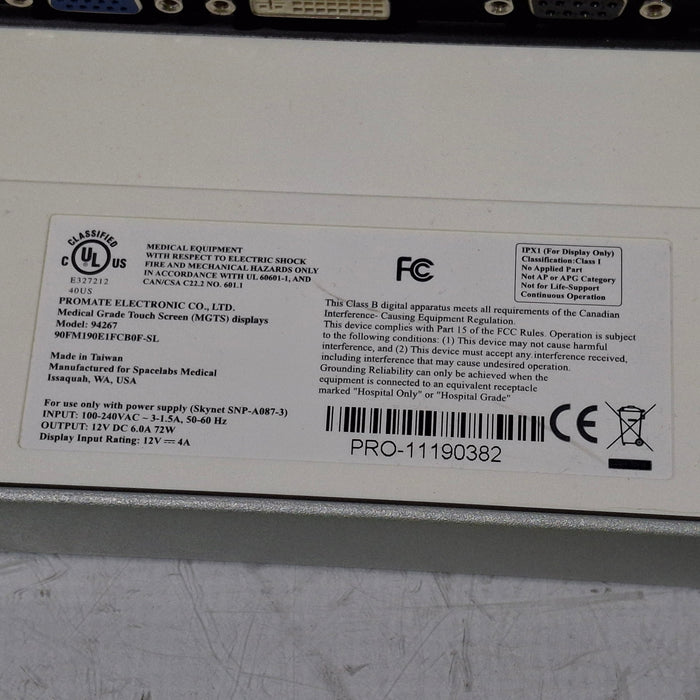 CLASSIFIED
C UL US
E327212
40US
MEDICAL EQUIPMENT
WITH RESPECT TO ELECTRIC SHOCK
FIRE AND MECHANICAL HAZARDS ONLY
IN ACCORDANCE WITH UL 60601-1, AND
CAN/CSA C22.2 NO. 601.1
PROMATE ELECTRONIC CO., LTD.
Medical Grade Touch Screen (MGTS) displays
Model: 94267
90FM190E1FCB0F-SL
Made in Taiwan
Manufactured for Spacelabs Medical
Issaquah, WA, USA
For use only with power supply (Skynet SNP-A087-3)
INPUT: 100-240VAC ~ 3-1.5A, 50-60 Hz
OUTPUT: 12V DC 6.0A 72W
Display Input Rating: 12V ⎓ 4A
FC
IPX1 (For Display Only)
Classification:Class I
No Applied Part
Not AP or APG Category
Not for Life-Support
Continuous Operation
This Class B digital apparatus meets all requirements of the Canadian
Interference- Causing Equipment Regulation.
This device complies with Part 15 of the FCC Rules. Operation is subject
to the following conditions: (1) This device may not cause harmful
interference, and (2) This device must accept any interference received,
including interference that may cause undesired operation.
Grounding Reliability can only be achieved when the
equipment is connected to an equivalent receptacle
marked "Hospital Only" or "Hospital Grade"
CE
PRO-11190382